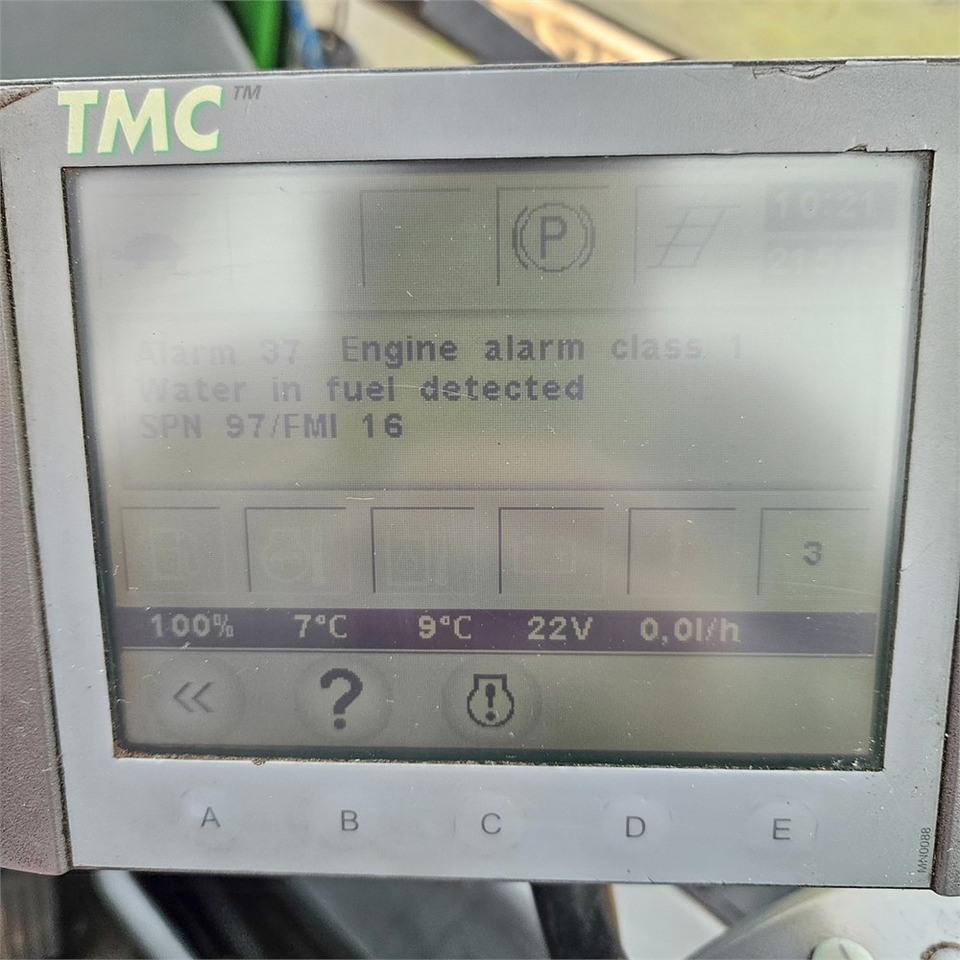 TMC™
P
10:21
Alarm 37 Engine alarm class 1
Water in fuel detected
SPN 97/FMI 16
3
100% 7°C 9°C 22V 0,0l/h
A B C D E